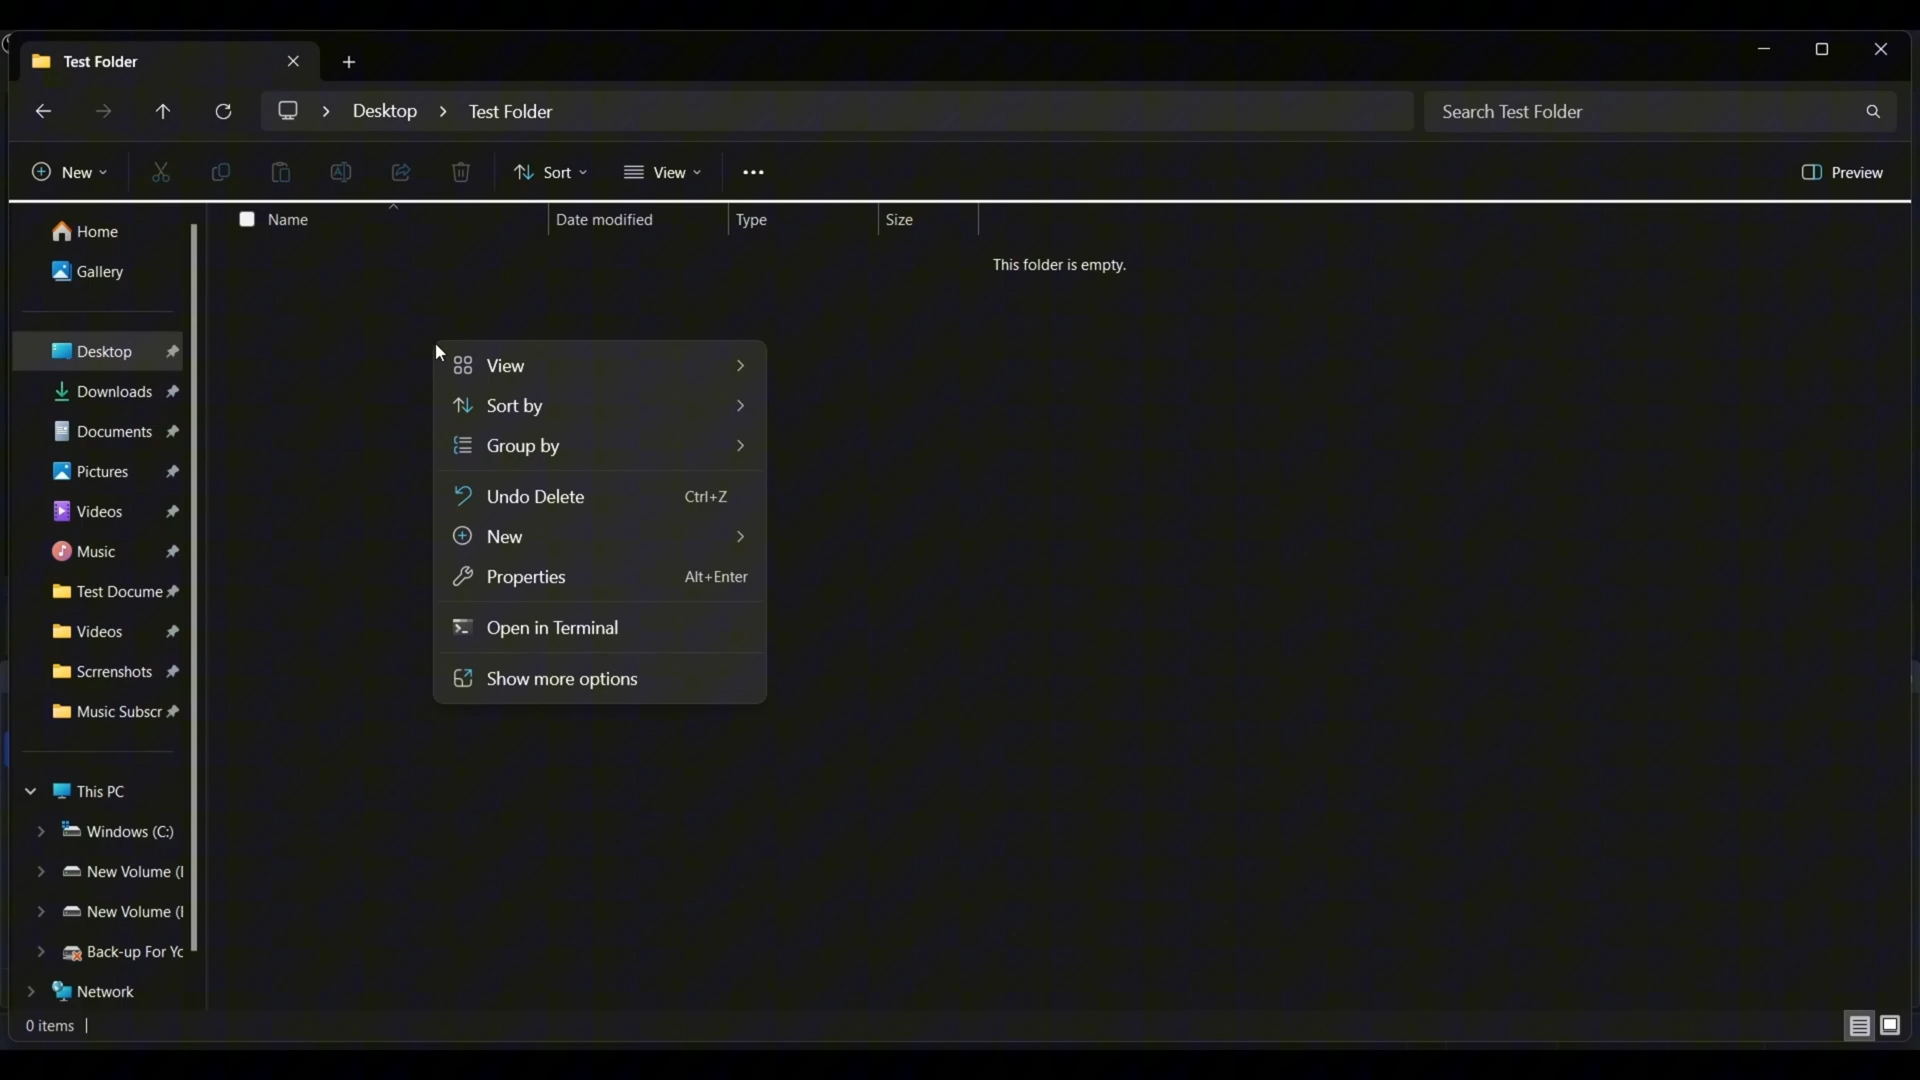 Test Folder
Desktop
Test Folder
Search Test Folder
New
Sort
View
Preview
Name
Date modified
Type
Size
This folder is empty.
Home
Gallery
Desktop
Downloads
Documents
Pictures
Videos
Music
Test Docume
Videos
Scrrenshots
Music Subscr
This PC
Windows (C:)
New Volume (
New Volume (
Back-up For Yo
Network
View
Sort by
Group by
Undo Delete Ctrl+Z
New
Properties Alt+Enter
Open in Terminal
Show more options
0 items